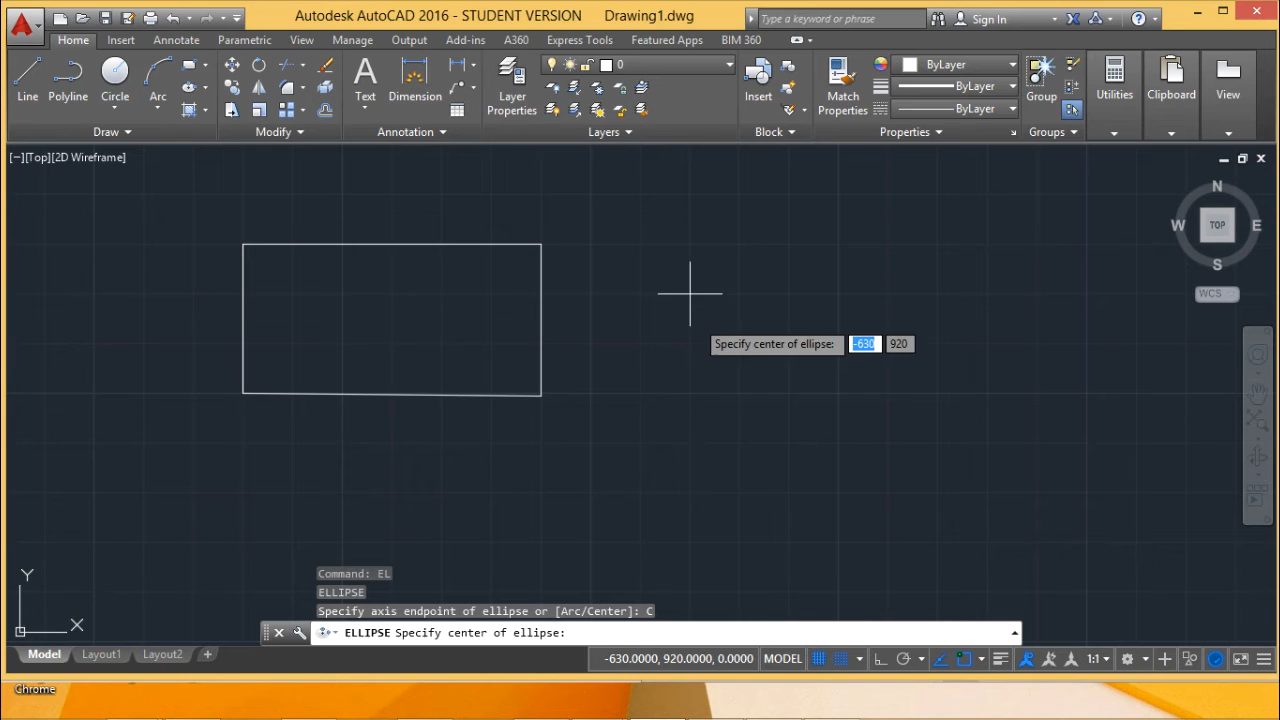 Autodesk AutoCAD 2016 - STUDENT VERSION Drawing1.dwg
Type a keyword or phrase
Sign In
Home Insert Annotate Parametric View Manage Output Add-ins A360 Express Tools Featured Apps BIM 360
Line Polyline Circle Arc
Draw
Modify
Text Dimension
Annotation
Layer Properties
0
Layers
Insert
Block
Match Properties
ByLayer
ByLayer
ByLayer
Properties
Group
Groups
Utilities
Clipboard
View
[−][Top][2D Wireframe]
N
W TOP E
S
WCS
Specify center of ellipse: -630 920
Y
X
Command: EL
ELLIPSE
Specify axis endpoint of ellipse or [Arc/Center]: C
ELLIPSE Specify center of ellipse:
Model Layout1 Layout2 +
-630.0000, 920.0000, 0.0000 MODEL 1:1
Chrome